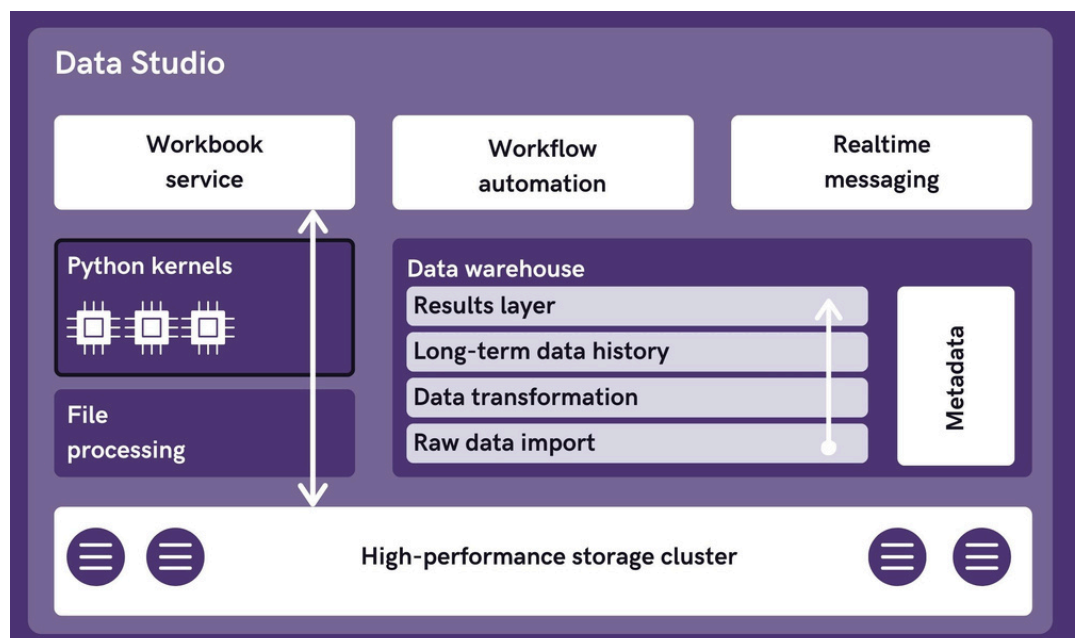 Data Studio
Workbook
service
Workflow
automation
Realtime
messaging
Python kernels
File
processing
Data warehouse
Results layer
Long-term data history
Data transformation
Raw data import
Metadata
High-performance storage cluster